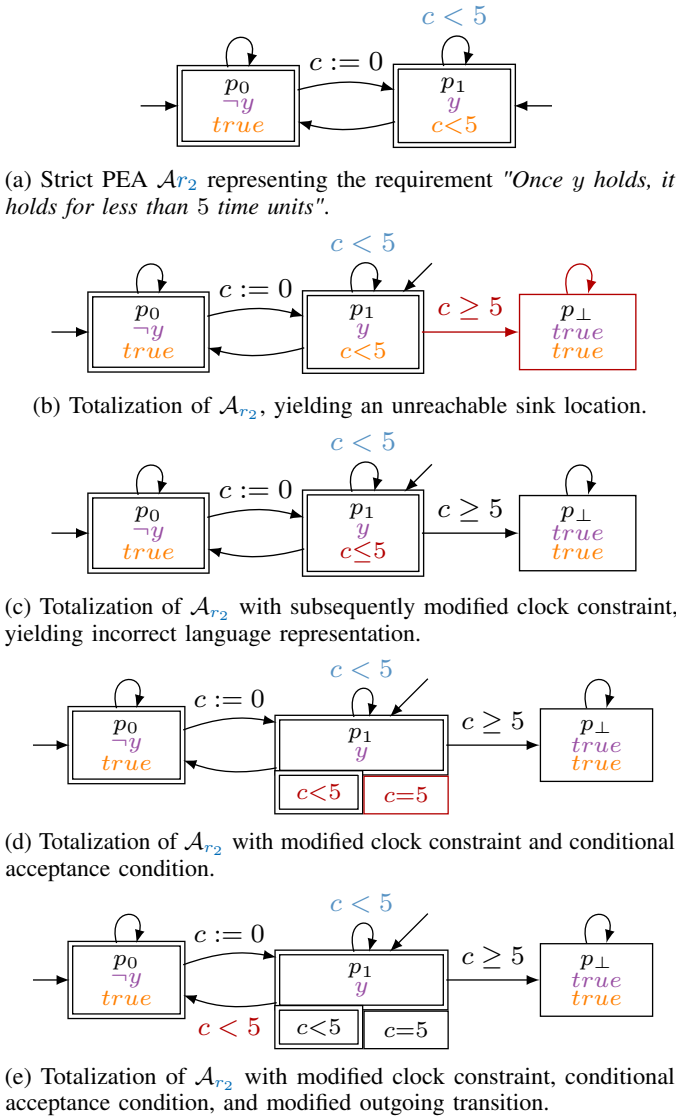 c < 5
c := 0
p₀
p₁
¬y
y
true
c<5
(a) Strict PEA 𝒜r₂ representing the requirement "Once y holds, it
holds for less than 5 time units".
c < 5
c := 0
c ≥ 5
p₀
p₁
p⊥
¬y
y
true
true
c<5
true
(b) Totalization of 𝒜r₂, yielding an unreachable sink location.
c < 5
c := 0
c ≥ 5
p₀
p₁
p⊥
¬y
y
true
true
c≤5
true
(c) Totalization of 𝒜r₂ with subsequently modified clock constraint,
yielding incorrect language representation.
c < 5
c := 0
c ≥ 5
p₀
p₁
p⊥
¬y
y
true
true
true
c<5
c=5
(d) Totalization of 𝒜r₂ with modified clock constraint and conditional
acceptance condition.
c < 5
c := 0
c ≥ 5
p₀
p₁
p⊥
¬y
y
true
true
true
c < 5
c<5
c=5
(e) Totalization of 𝒜r₂ with modified clock constraint, conditional
acceptance condition, and modified outgoing transition.